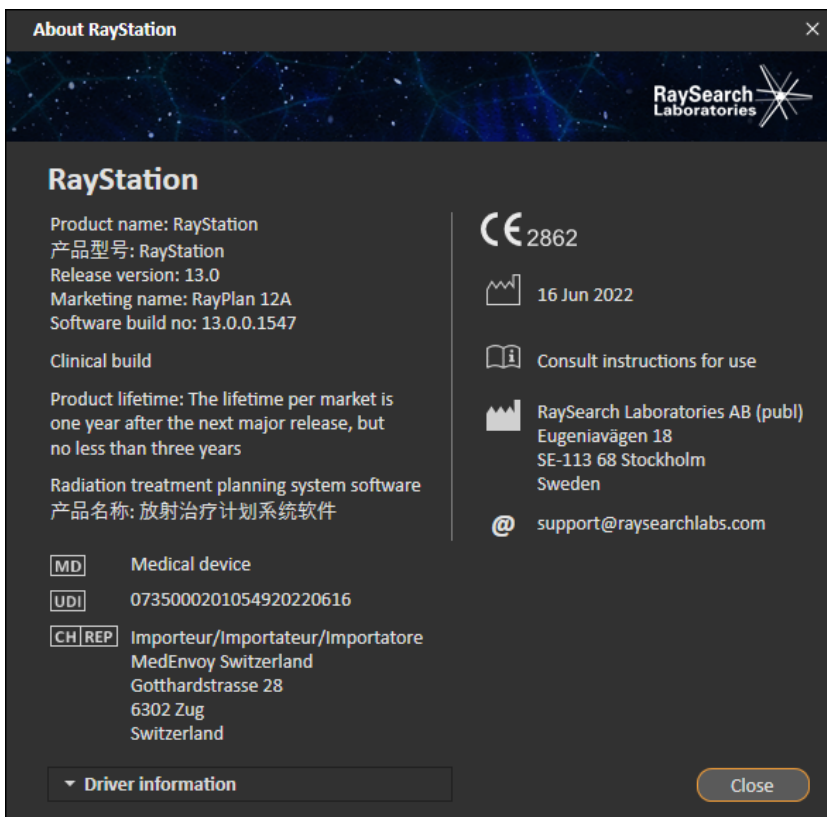 About RayStation
RaySearch
Laboratories
RayStation
Product name: RayStation
产品型号: RayStation
Release version: 13.0
Marketing name: RayPlan 12A
Software build no: 13.0.0.1547
Clinical build
Product lifetime: The lifetime per market is
one year after the next major release, but
no less than three years
Radiation treatment planning system software
产品名称: 放射治疗计划系统软件
CE 2862
16 Jun 2022
i
Consult instructions for use
RaySearch Laboratories AB (publ)
Eugeniavägen 18
SE-113 68 Stockholm
Sweden
@ support@raysearchlabs.com
MD Medical device
UDI 0735000201054920220616
CH REP Importeur/Importateur/Importatore
MedEnvoy Switzerland
Gotthardstrasse 28
6302 Zug
Switzerland
Driver information
Close